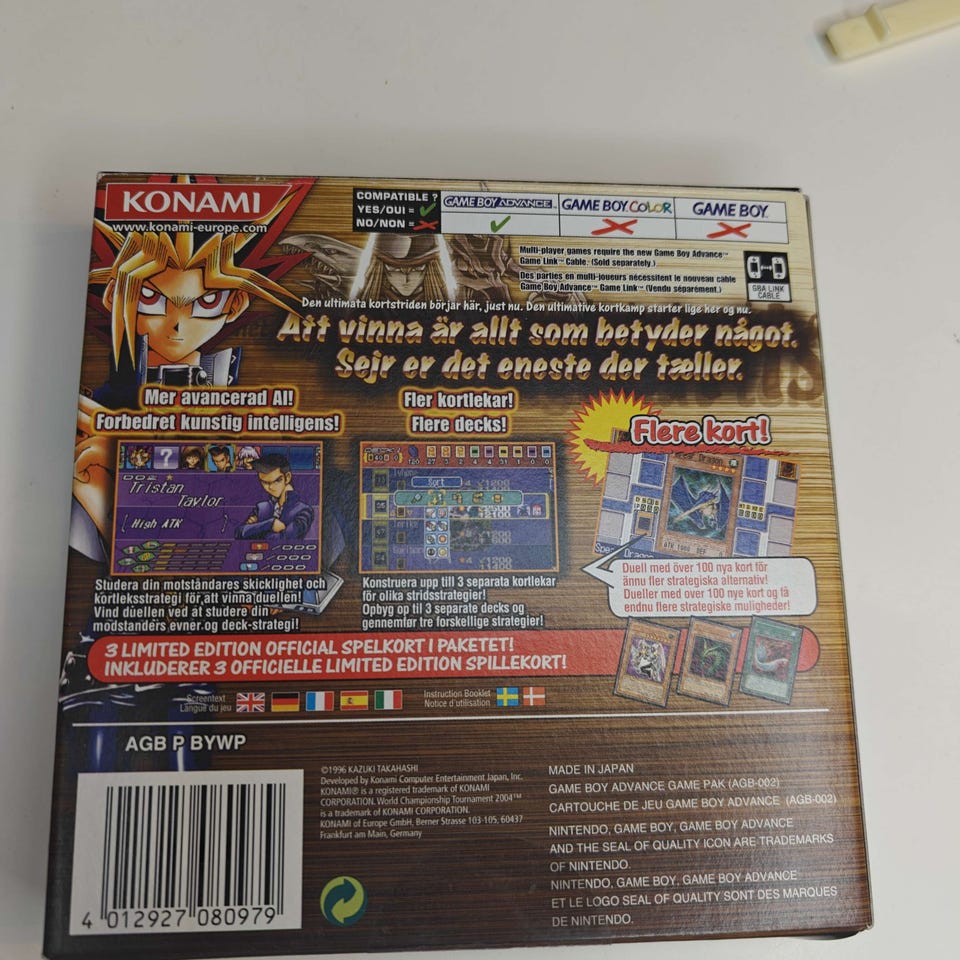 KONAMI
www.konami-europe.com
COMPATIBLE ?
YES/OUI =
NO/NON =
GAME BOY ADVANCE™
GAME BOY COLOR
GAME BOY
Multi-player games require the new Game Boy Advance™
Game Link™ Cable. (Sold separately.)
Des parties en multi-joueurs nécessitent le nouveau cable
Game Boy Advance™ Game Link™ (Vendu séparement.)
GBA LINK
CABLE
Den ultimata kortstriden börjar här, just nu. Den ultimative kortkamp starter lige her og nu.
Att vinna är allt som betyder något.
Sejr er det eneste der tæller.
Mer avancerad AI!
Forbedret kunstig intelligens!
Fler kortlekar!
Flere decks!
Flere kort!
002
Tristan
Taylor
High ATK
/000
/000
/000
Sort
Studera din motståndares skicklighet och
kortleksstrategi för att vinna duellen!
Vind duellen ved at studere din
modstanders evner og deck-strategi!
Konstruera upp till 3 separata kortlekar
för olika stridsstrategier!
Opbyg op til 3 separate decks og
gennemfør tre forskellige strategier!
Duell med över 100 nya kort för
ännu fler strategiska alternativ!
Dueller med over 100 nye kort og få
endnu flere strategiske muligheder!
3 LIMITED EDITION OFFICIAL SPELKORT I PAKETET!
INKLUDERER 3 OFFICIELLE LIMITED EDITION SPILLEKORT!
Screentext
Langue du jeu
Instruction Booklet
Notice d'utilisation
AGB P BYWP
©1996 KAZUKI TAKAHASHI
Developed by Konami Computer Entertainment Japan, Inc.
KONAMI® is a registered trademark of KONAMI
CORPORATION. World Championship Tournament 2004™
is a trademark of KONAMI CORPORATION.
KONAMI of Europe GmbH, Berner Strasse 103-105, 60437
Frankfurt am Main, Germany
MADE IN JAPAN
GAME BOY ADVANCE GAME PAK (AGB-002)
CARTOUCHE DE JEU GAME BOY ADVANCE (AGB-002)
NINTENDO, GAME BOY, GAME BOY ADVANCE
AND THE SEAL OF QUALITY ICON ARE TRADEMARKS
OF NINTENDO.
NINTENDO, GAME BOY, GAME BOY ADVANCE
ET LE LOGO SEAL OF QUALITY SONT DES MARQUES
DE NINTENDO.
4 012927 080979